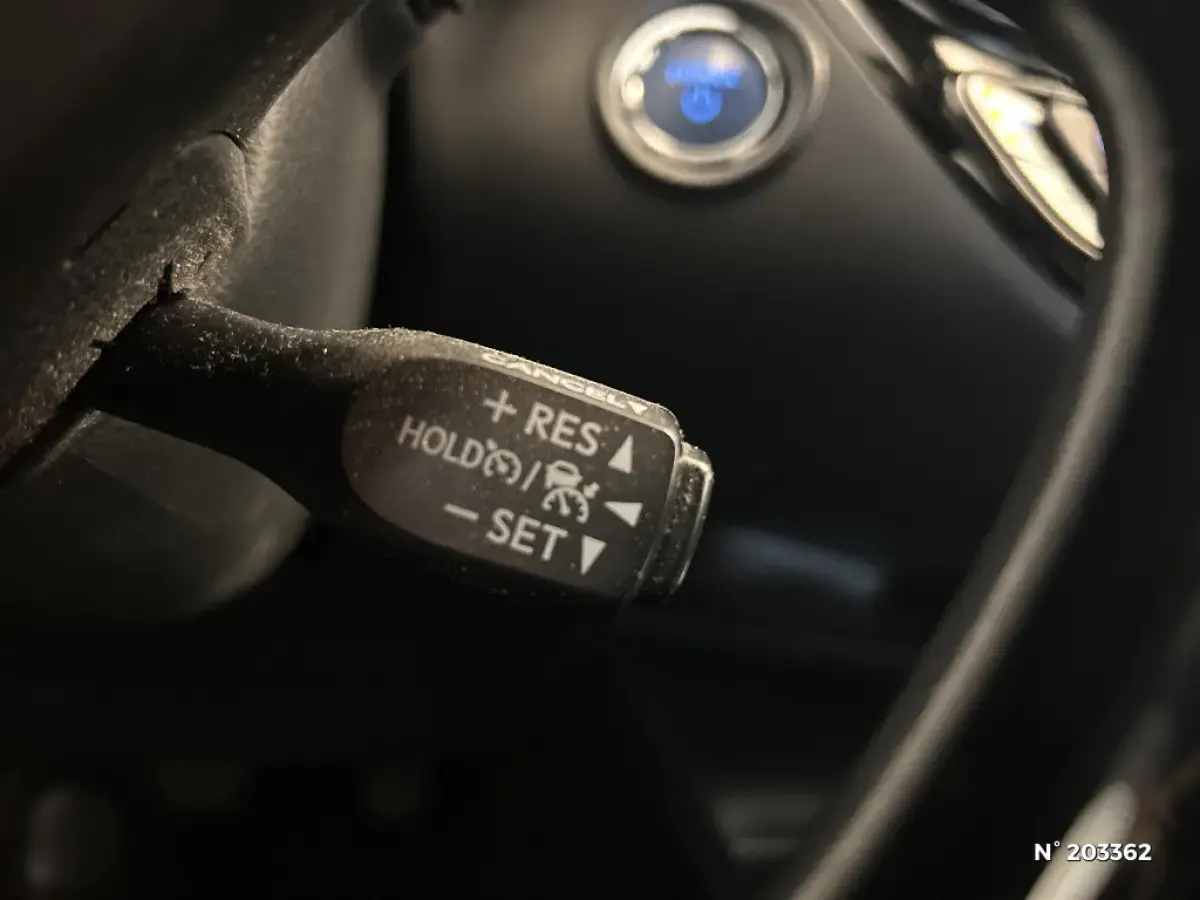 CANCEL
+ RES
HOLD /
− SET
N° 203362